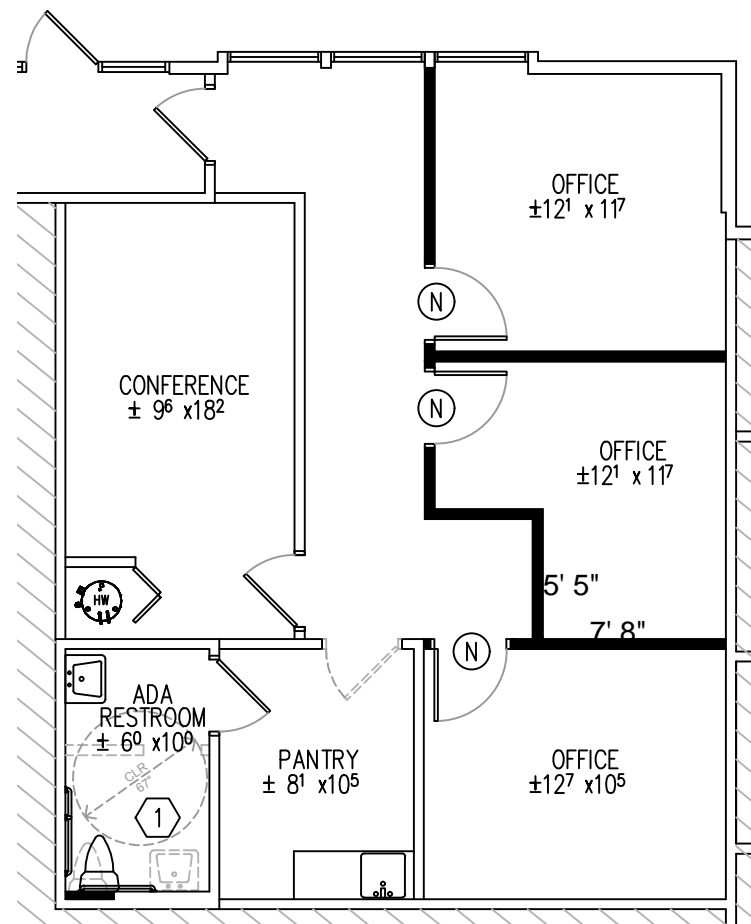 OFFICE
±12¹ x 11⁷
N
CONFERENCE
± 9⁶ x18²
N
OFFICE
±12¹ x 11⁷
HW
5' 5"
7' 8"
N
ADA
RESTROOM
± 6⁰ x10⁰
PANTRY
± 8¹ x10⁵
OFFICE
±12⁷ x10⁵
CLR
67"
1